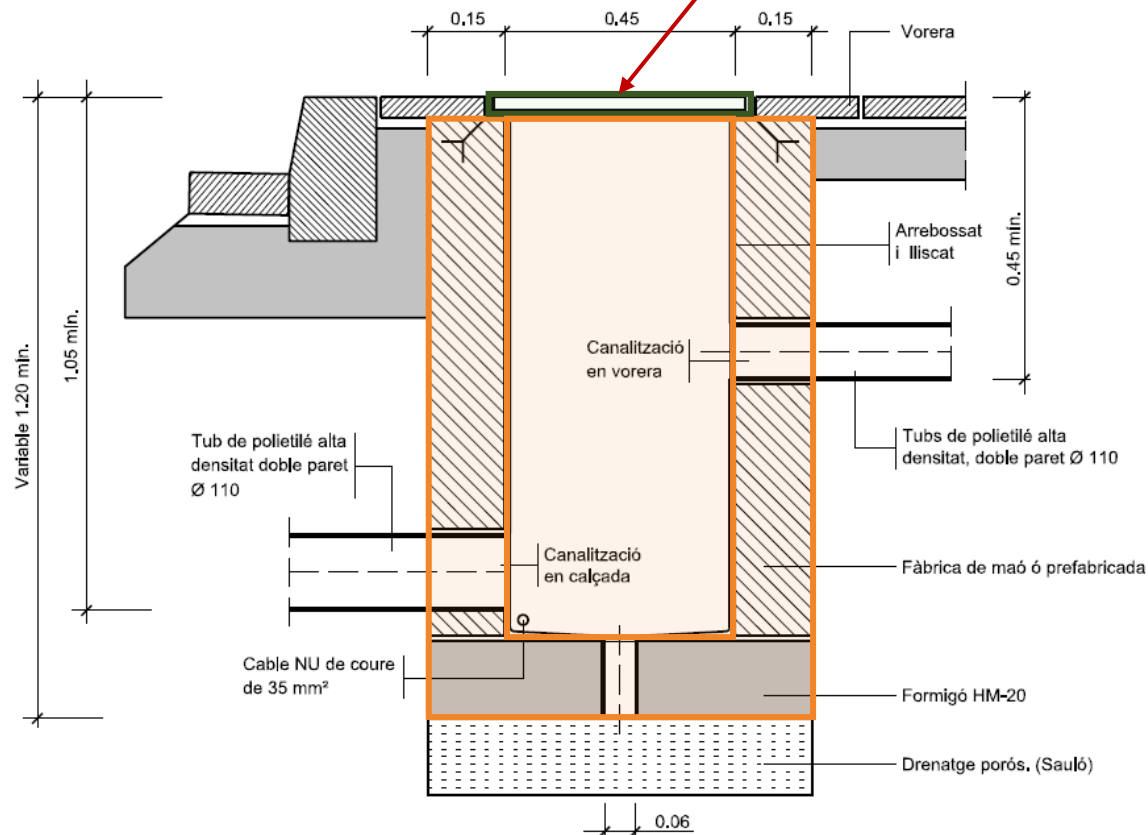 0.15
0.45
0.15
Vorera
Arrebossat
i lliscat
0.45 mín.
Canalització
en vorera
1.05 mín.
Variable 1.20 mín.
Tub de polietilé alta
densitat doble paret
Ø 110
Tubs de polietilé alta
densitat, doble paret Ø 110
Canalització
en calçada
Fàbrica de maó ó prefabricada
Cable NU de coure
de 35 mm²
Formigó HM-20
Drenatge porós. (Sauló)
0.06